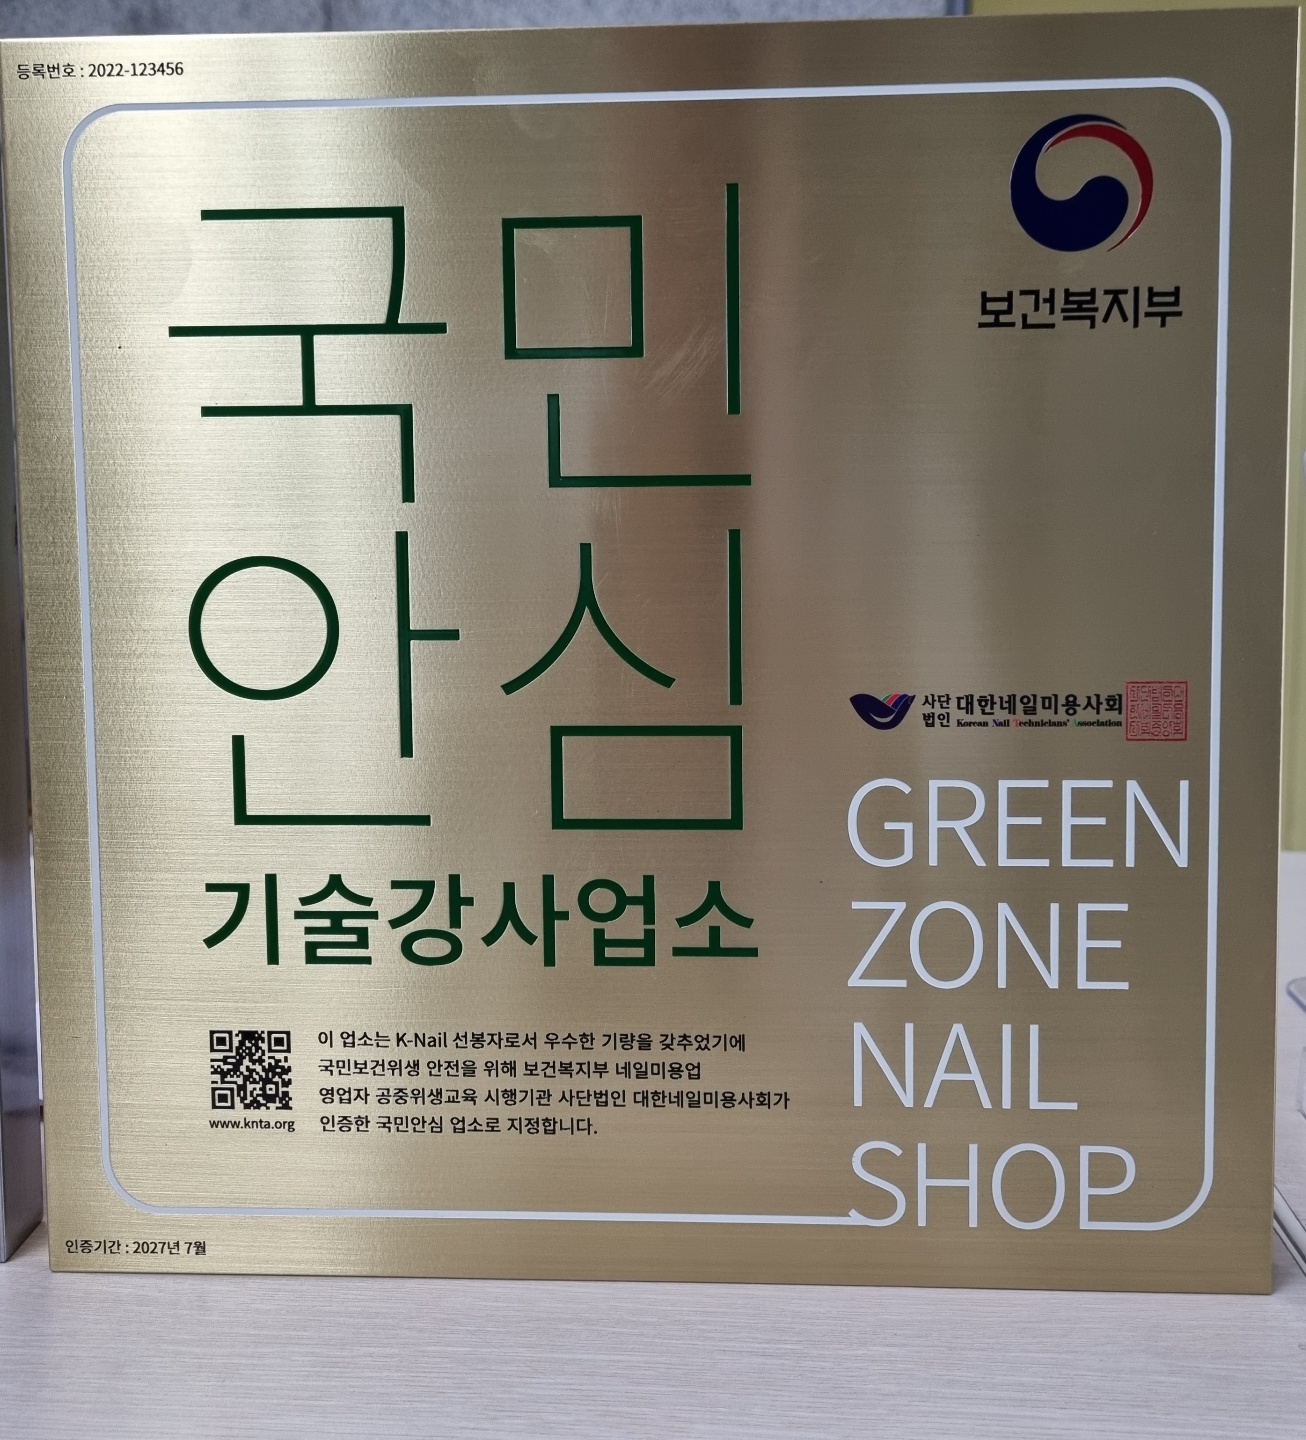 등록번호 : 2022-123456
보건복지부
국민
안심
기술강사업소
사단
법인
대한네일미용사회
Korean Nail Technicians' Association
GREEN
ZONE
NAIL
SHOP
이 업소는 K-Nail 선봉자로서 우수한 기량을 갖추었기에
국민보건위생 안전을 위해 보건복지부 네일미용업
영업자 공중위생교육 시행기관 사단법인 대한네일미용사회가
인증한 국민안심 업소로 지정합니다.
www.knta.org
인증기간 : 2027년 7월